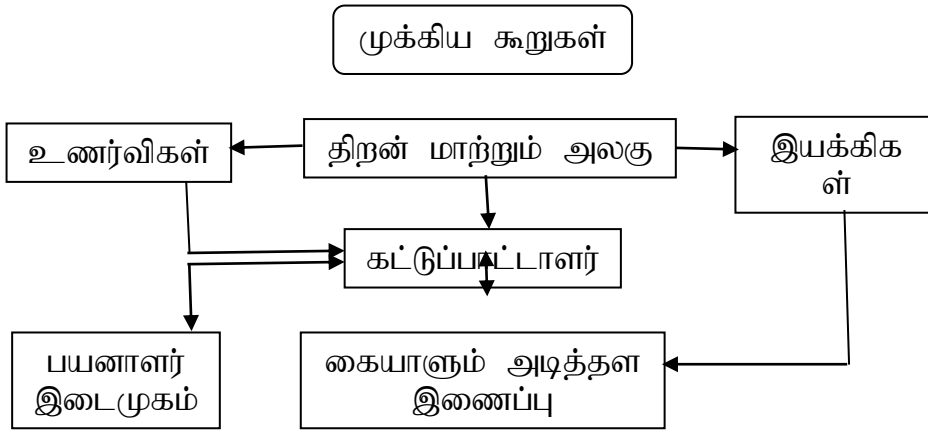 முக்கிய கூறுகள்
உணர்விகள்
திறன் மாற்றும் அலகு
இயக்கிக
ள்
கட்டுப்பாட்டாளர்
பயனாளர்
இடைமுகம்
கையாளும் அடித்தள
இணைப்பு